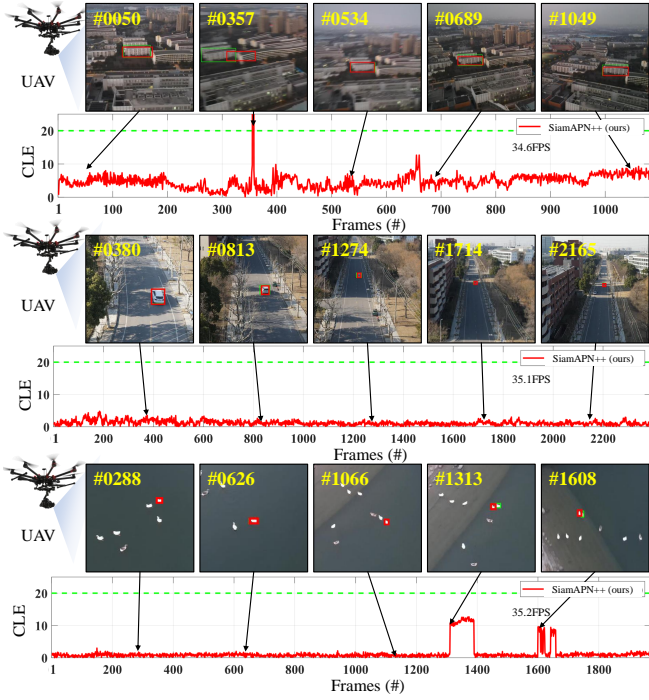 #0050 #0357 #0534 #0689 #1049
UAV
SiamAPN++ (ours)
34.6FPS
CLE
20
10
0
1 100 200 300 400 500 600 700 800 900 1000
Frames (#)
#0380 #0813 #1274 #1714 #2165
UAV
SiamAPN++ (ours)
35.1FPS
CLE
20
10
0
1 200 400 600 800 1000 1200 1400 1600 1800 2000 2200
Frames (#)
#0288 #0626 #1066 #1313 #1608
UAV
SiamAPN++ (ours)
35.2FPS
CLE
20
10
0
1 200 400 600 800 1000 1200 1400 1600 1800
Frames (#)